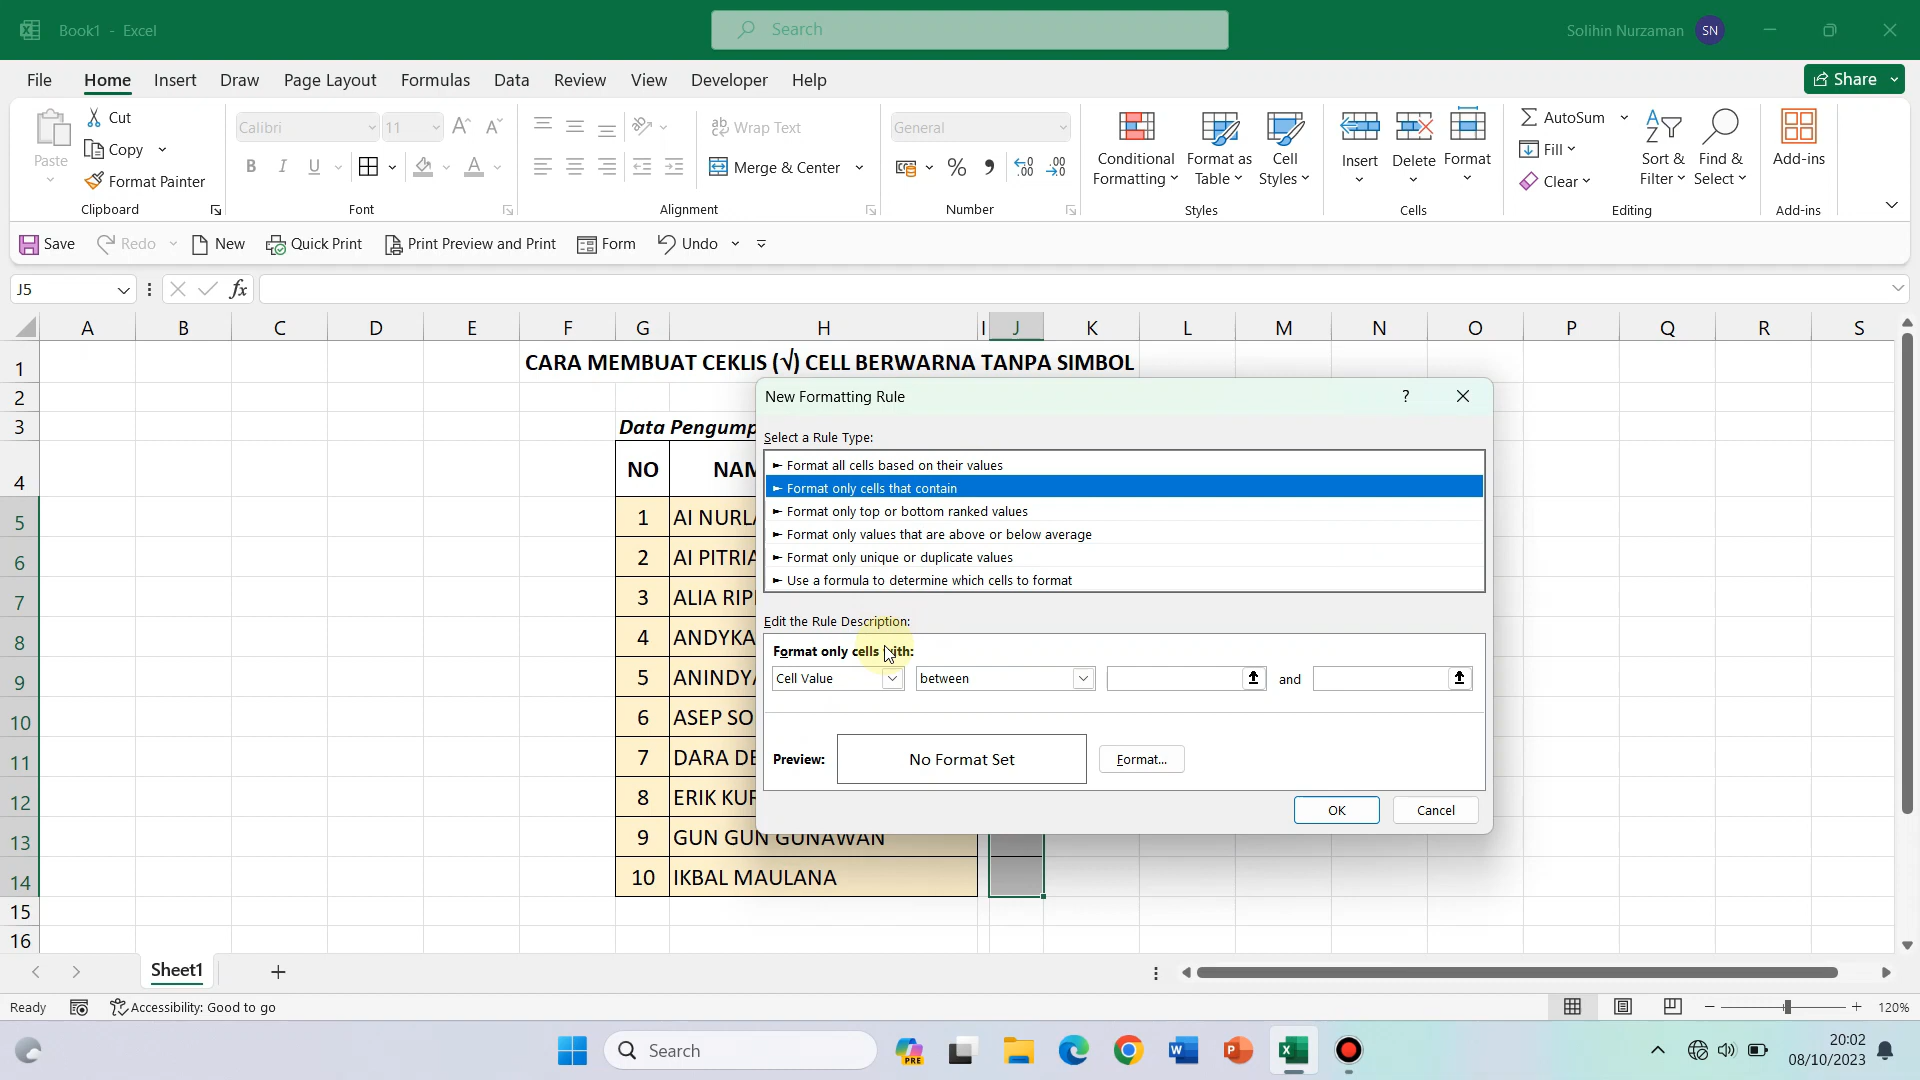 Book1 - Excel
Search
Solihin Nurzaman SN
File Home Insert Draw Page Layout Formulas Data Review View Developer Help Share
Paste
Cut
Copy
Format Painter
Clipboard
Calibri 11
B I U A
Font
ab Wrap Text
Merge & Center
Alignment
General
% , .00
Number
Conditional Formatting
Format as Table
Cell Styles
Styles
Insert Delete Format
Cells
AutoSum
Fill
Clear
Sort & Filter
Find & Select
Editing
Add-ins
Add-ins
Save Redo New Quick Print Print Preview and Print Form Undo
J5 fx
A B C D E F G H I J K L M N O P Q R S
1 CARA MEMBUAT CEKLIS (√) CELL BERWARNA TANPA SIMBOL
2
3 Data Pengump
4 NO NAM
5 1 AI NURLA
6 2 AI PITRIA
7 3 ALIA RIP
8 4 ANDYKA
9 5 ANINDYA
10 6 ASEP SO
11 7 DARA DE
12 8 ERIK KUR
13 9 GUN GUN GUNAWAN
14 10 IKBAL MAULANA
15
16
New Formatting Rule ?
Select a Rule Type:
► Format all cells based on their values
► Format only cells that contain
► Format only top or bottom ranked values
► Format only values that are above or below average
► Format only unique or duplicate values
► Use a formula to determine which cells to format
Edit the Rule Description:
Format only cells with:
Cell Value between and
Preview: No Format Set Format...
OK Cancel
Sheet1
Ready Accessibility: Good to go 120%
Search PRE
20:02
08/10/2023